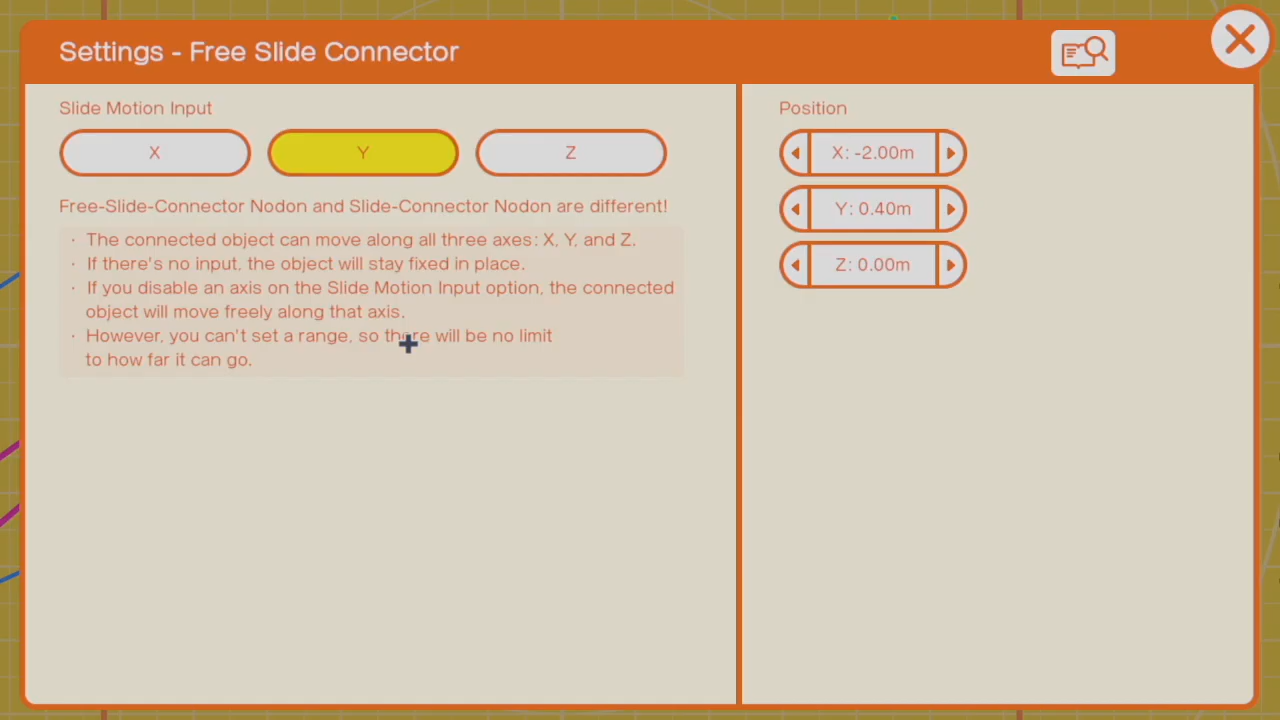 Settings - Free Slide Connector
Slide Motion Input
X
Y
Z
Free-Slide-Connector Nodon and Slide-Connector Nodon are different!
· The connected object can move along all three axes: X, Y, and Z.
· If there's no input, the object will stay fixed in place.
· If you disable an axis on the Slide Motion Input option, the connected
object will move freely along that axis.
· However, you can't set a range, so there will be no limit
to how far it can go.
Position
X: -2.00m
Y: 0.40m
Z: 0.00m